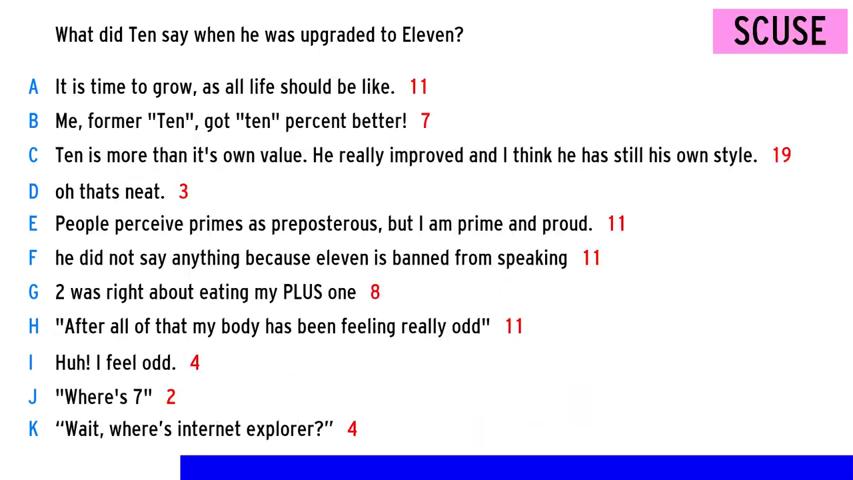 What did Ten say when he was upgraded to Eleven?
SCUSE
A It is time to grow, as all life should be like. 11
B Me, former "Ten", got "ten" percent better! 7
C Ten is more than it's own value. He really improved and I think he has still his own style. 19
D oh thats neat. 3
E People perceive primes as preposterous, but I am prime and proud. 11
F he did not say anything because eleven is banned from speaking 11
G 2 was right about eating my PLUS one 8
H "After all of that my body has been feeling really odd" 11
I Huh! I feel odd. 4
J "Where's 7" 2
K “Wait, where’s internet explorer?” 4